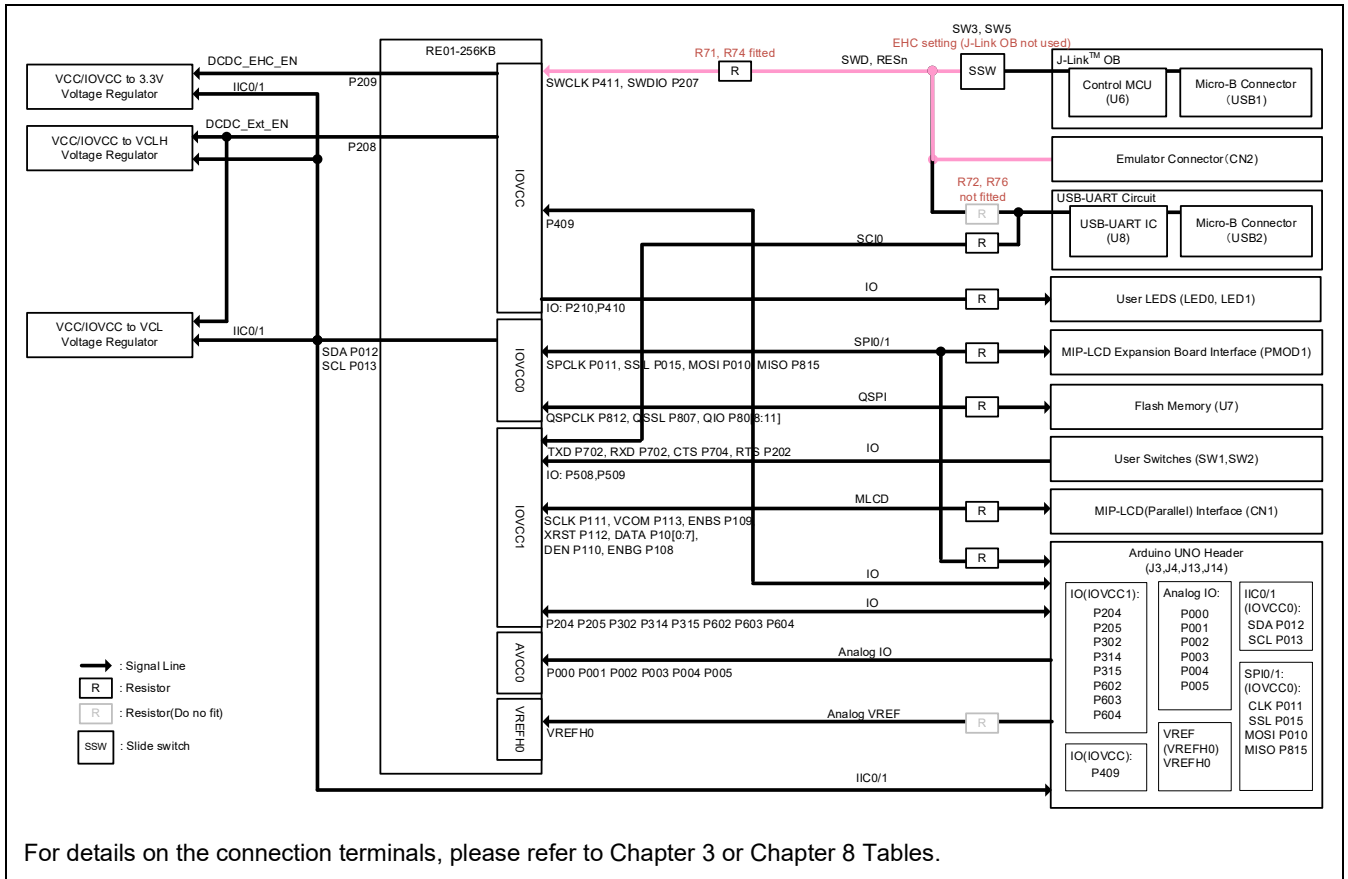 SW3, SW5
EHC setting (J-Link OB not used)
RE01-256KB
R71, R74 fitted
SWD, RESn
R
SSW
SWCLK P411, SWDIO P207
J-Link™ OB
Control MCU
(U6)
Micro-B Connector
(USB1)
DCDC_EHC_EN
P209
VCC/IOVCC to 3.3V
Voltage Regulator
IIC0/1
DCDC_Ext_EN
P208
VCC/IOVCC to VCLH
Voltage Regulator
Emulator Connector(CN2)
IOVCC
R72, R76
not fitted
R
USB-UART Circuit
USB-UART IC
(U8)
Micro-B Connector
(USB2)
P409
SCI0
R
IO
R
User LEDS (LED0, LED1)
IO: P210,P410
VCC/IOVCC to VCL
Voltage Regulator
IIC0/1
SDA P012
SCL P013
IOVCC0
SPI0/1
R
MIP-LCD Expansion Board Interface (PMOD1)
SPCLK P011, SSL P015, MOSI P010, MISO P815
QSPI
R
Flash Memory (U7)
QSPCLK P812, QSSL P807, QIO P80[8:11]
IOVCC1
TXD P702, RXD P702, CTS P704, RTS P202
IO
User Switches (SW1,SW2)
IO: P508,P509
MLCD
R
MIP-LCD(Parallel) Interface (CN1)
SCLK P111, VCOM P113, ENBS P109
XRST P112, DATA P10[0:7],
DEN P110, ENBG P108
R
IO
IO
P204 P205 P302 P314 P315 P602 P603 P604
AVCC0
Analog IO
P000 P001 P002 P003 P004 P005
VREFH0
Analog VREF
R
VREFH0
IIC0/1
Arduino UNO Header
(J3,J4,J13,J14)
IO(IOVCC1):
P204
P205
P302
P314
P315
P602
P603
P604
IO(IOVCC):
P409
Analog IO:
P000
P001
P002
P003
P004
P005
VREF
(VREFH0)
VREFH0
IIC0/1
(IOVCC0):
SDA P012
SCL P013
SPI0/1:
(IOVCC0):
CLK P011
SSL P015
MOSI P010
MISO P815
: Signal Line
R : Resistor
R : Resistor(Do no fit)
SSW : Slide switch
For details on the connection terminals, please refer to Chapter 3 or Chapter 8 Tables.